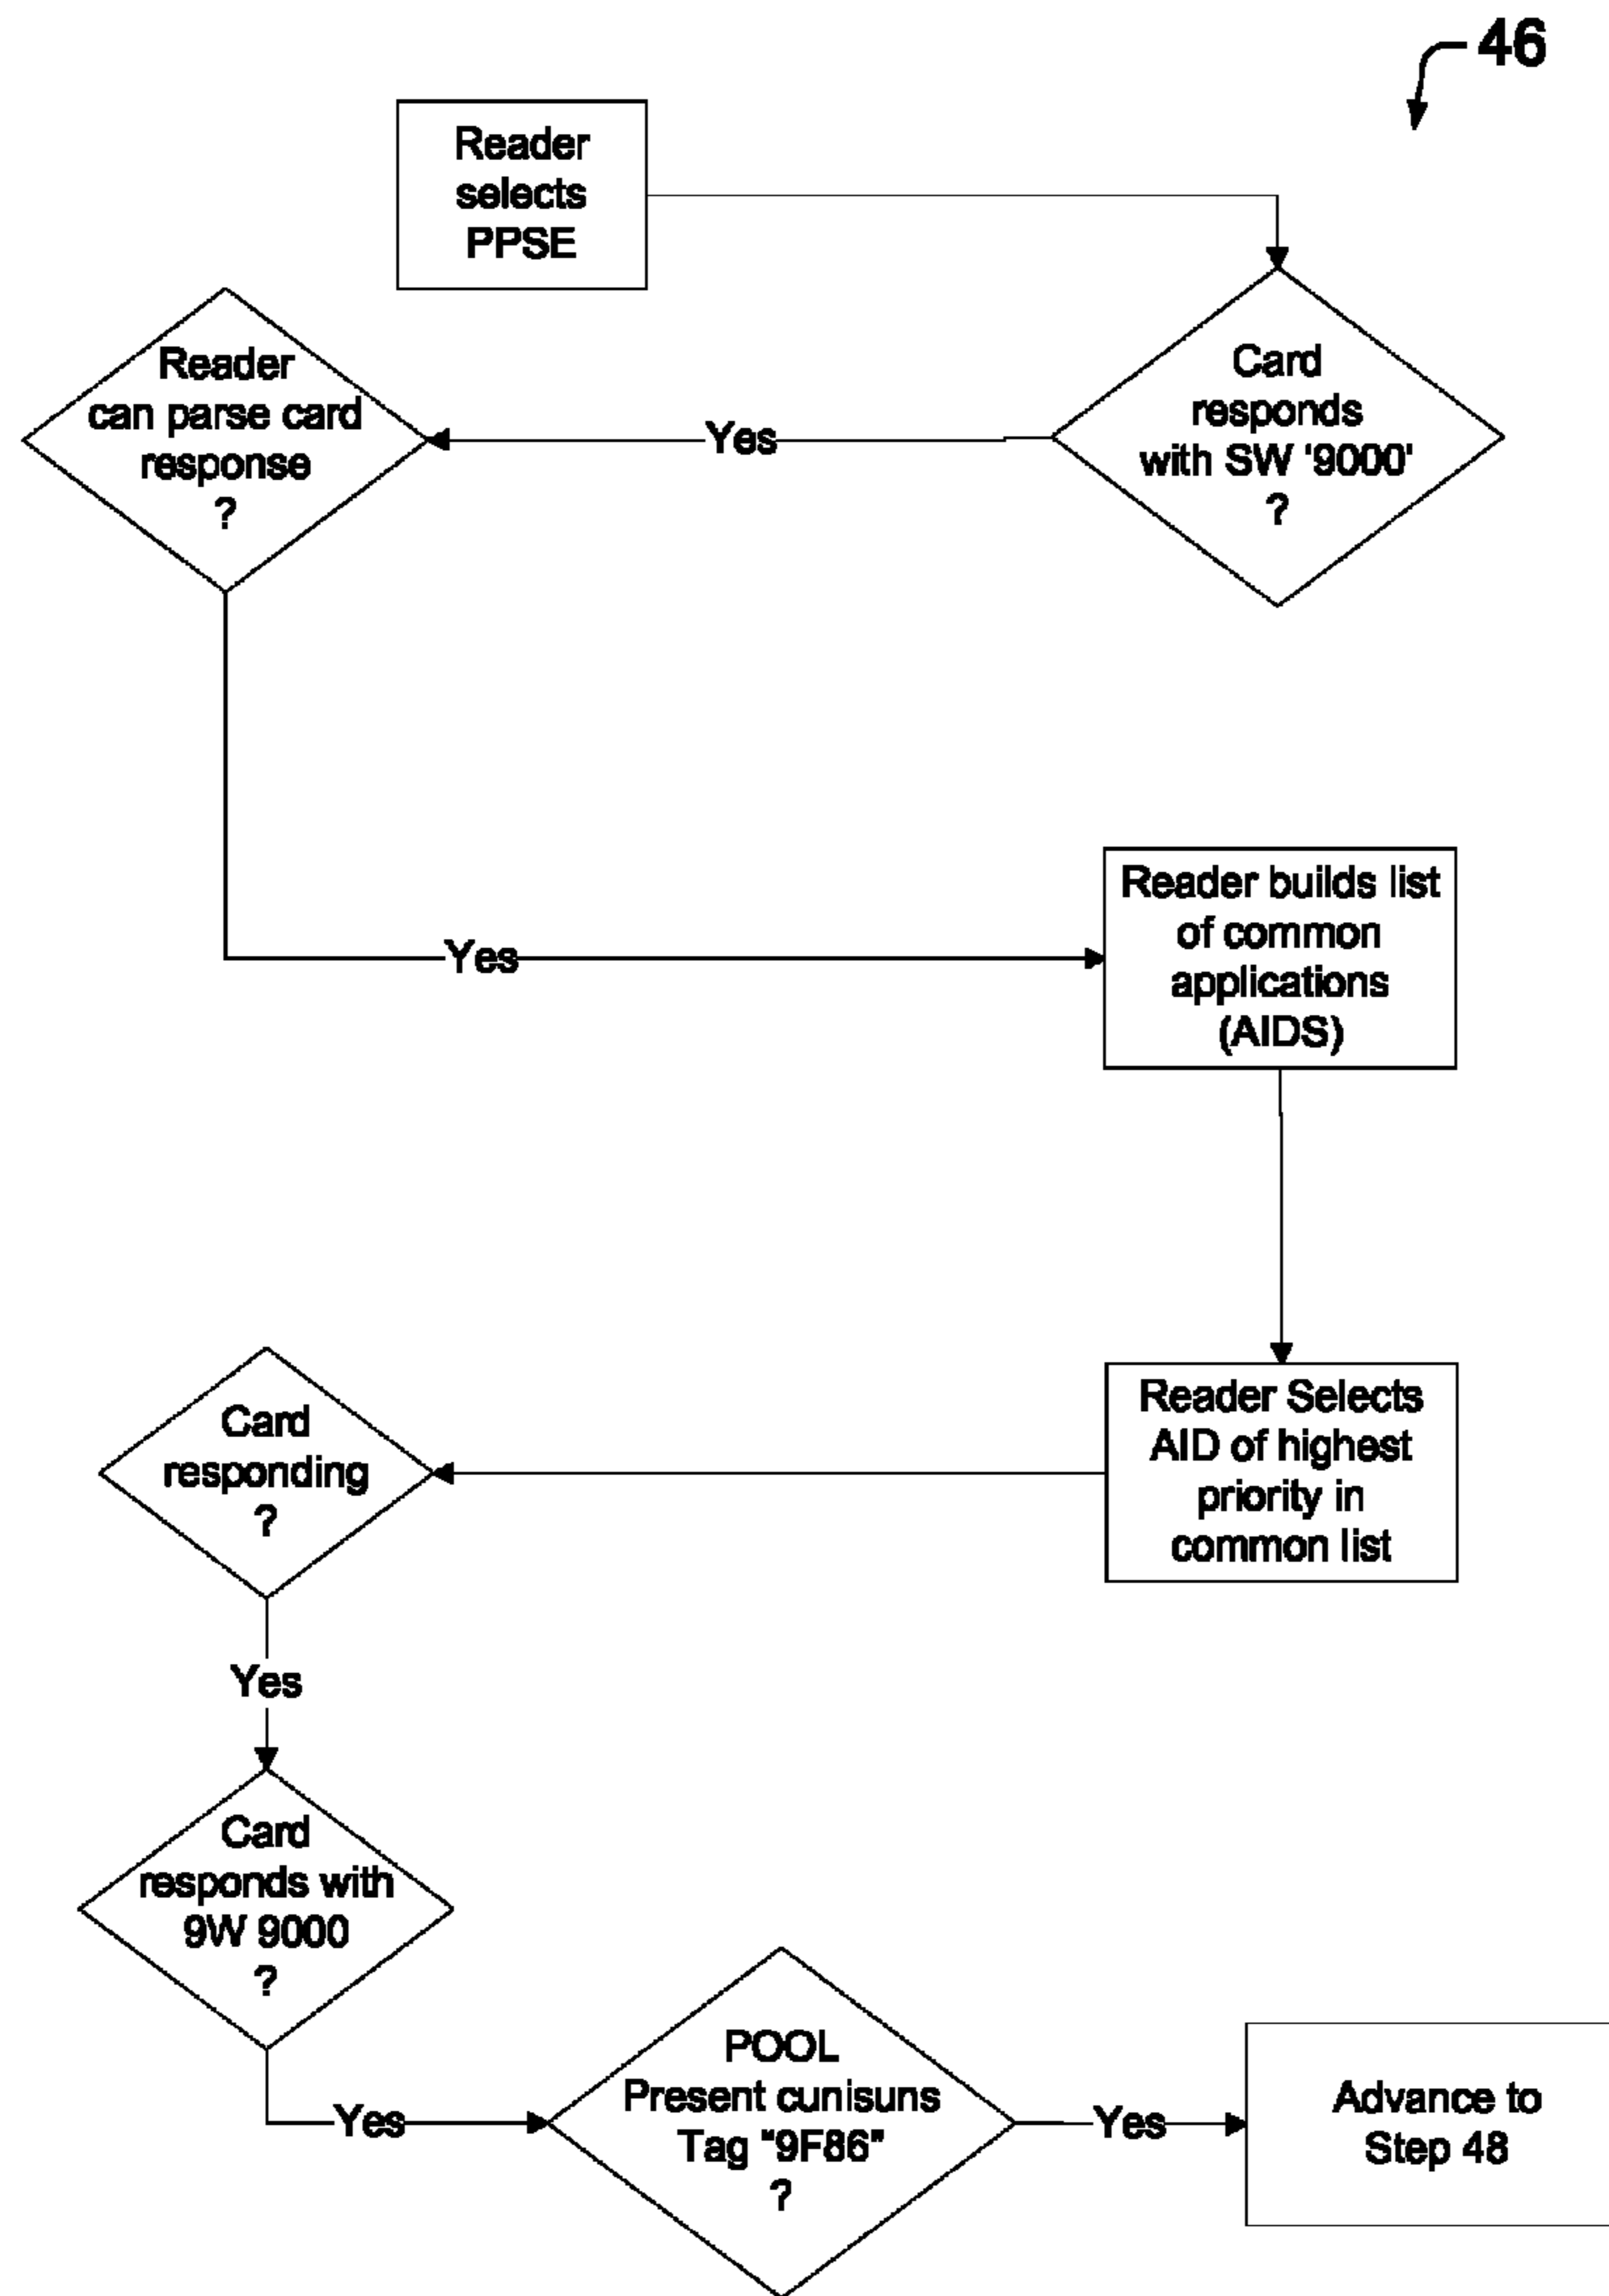 46
Reader
selects
PPSE
Card
responds
with SW '9000'
?
Yes
Reader
can parse card
response
?
Yes
Reader builds list
of common
applications
(AIDS)
Reader Selects
AID of highest
priority in
common list
Card
responding
?
Yes
Card
responds with
9W 9000
?
Yes
POOL
Present cunisuns
Tag "9F86"
?
Yes
Advance to
Step 48